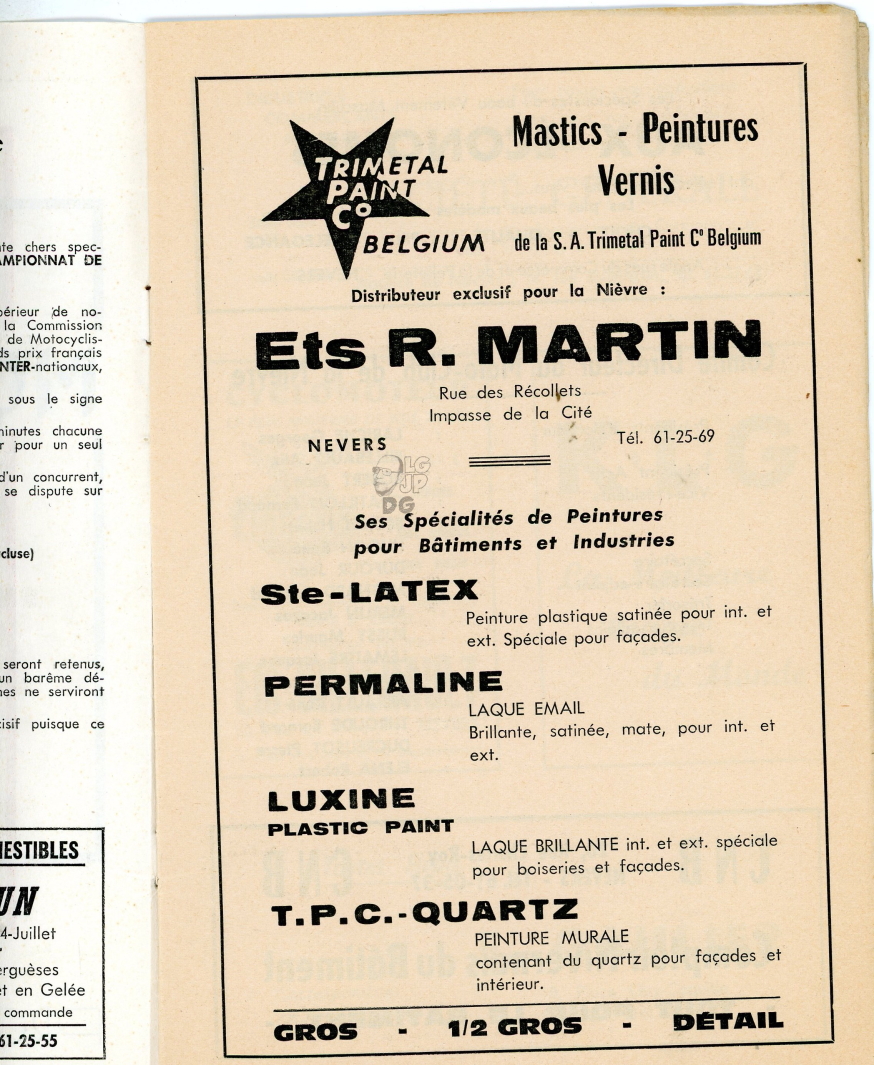 te chers spec-
AMPIONNAT DE
périeur de no-
la Commission
de Motocyclis-
ds prix français
NTER-nationaux,
sous le signe
minutes chacune
r pour un seul
d'un concurrent,
se dispute sur
cluse)
seront retenus,
un barême dé-
nes ne serviront
cisif puisque ce
MESTIBLES
UN
4-Juillet
erguèses
et en Gelée
commande
61-25-55
TRIMETAL
PAINT
Co
BELGIUM
Mastics - Peintures
Vernis
de la S. A. Trimetal Paint C° Belgium
Distributeur exclusif pour la Nièvre :
Ets R. MARTIN
Rue des Récollets
Impasse de la Cité
NEVERS
Tél. 61-25-69
LG
JP
DG
Ses Spécialités de Peintures
pour Bâtiments et Industries
Ste-LATEX
Peinture plastique satinée pour int. et
ext. Spéciale pour façades.
PERMALINE
LAQUE EMAIL
Brillante, satinée, mate, pour int. et
ext.
LUXINE
PLASTIC PAINT
LAQUE BRILLANTE int. et ext. spéciale
pour boiseries et façades.
T.P.C.-QUARTZ
PEINTURE MURALE
contenant du quartz pour façades et
intérieur.
GROS - 1/2 GROS - DÉTAIL